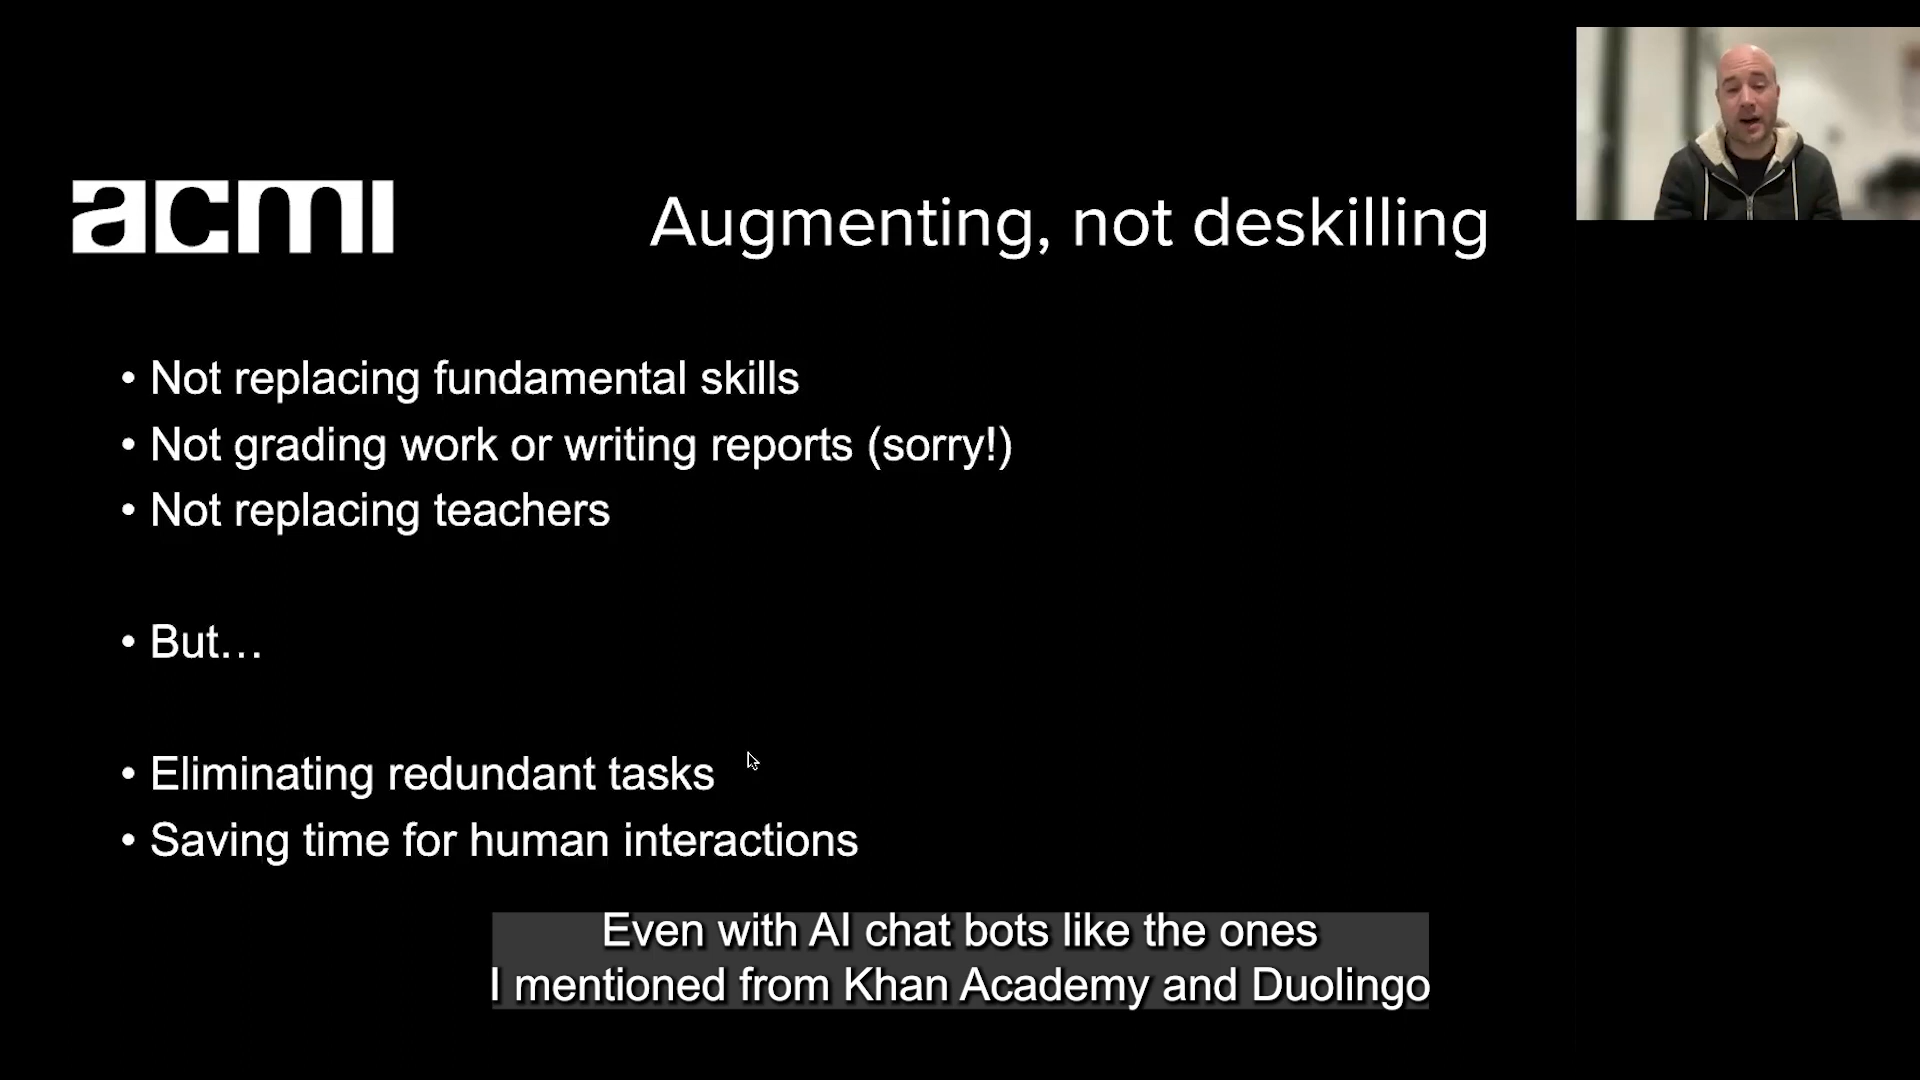 acmi
Augmenting, not deskilling
• Not replacing fundamental skills
• Not grading work or writing reports (sorry!)
• Not replacing teachers
• But…
• Eliminating redundant tasks
• Saving time for human interactions
Even with AI chat bots like the ones
I mentioned from Khan Academy and Duolingo